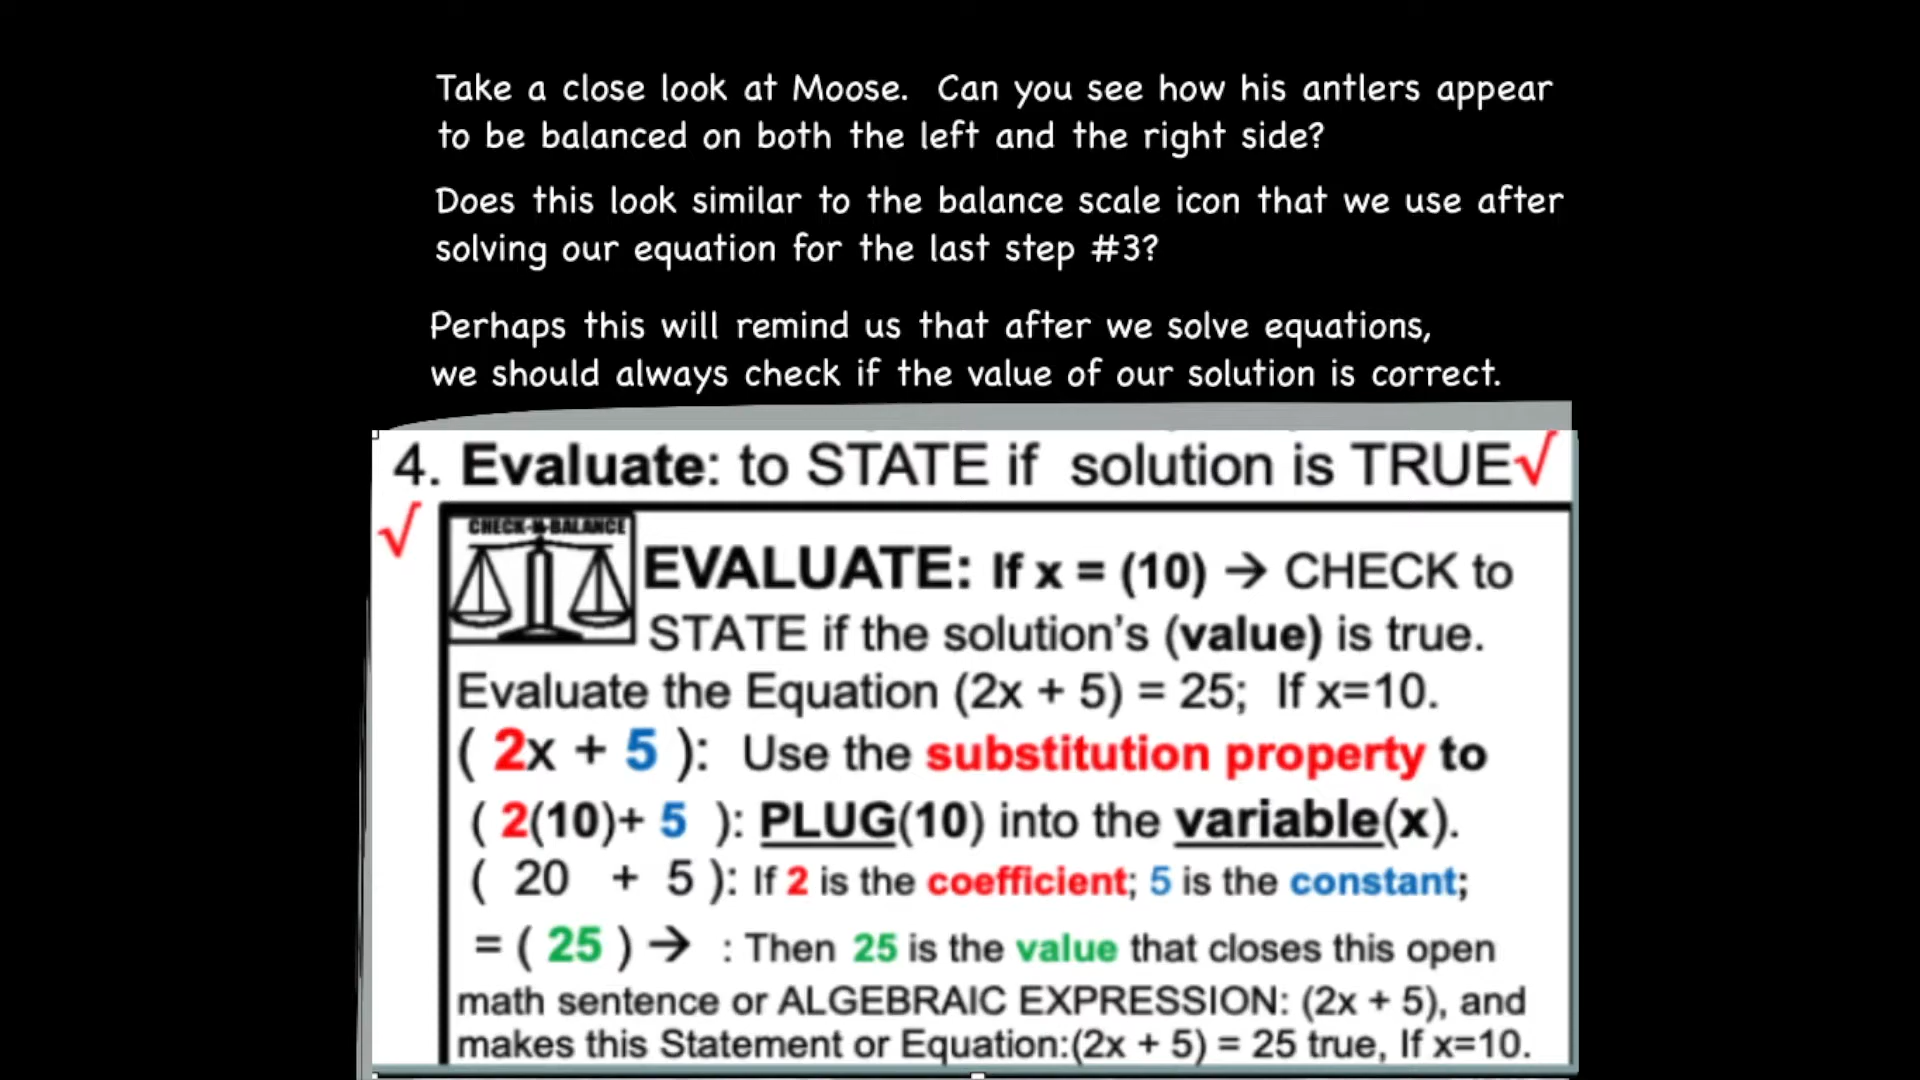 Take a close look at Moose. Can you see how his antlers appear
to be balanced on both the left and the right side?
Does this look similar to the balance scale icon that we use after
solving our equation for the last step #3?
Perhaps this will remind us that after we solve equations,
we should always check if the value of our solution is correct.
4. Evaluate: to STATE if solution is TRUE√
√
CHECK-N-BALANCE
EVALUATE: If x = (10) → CHECK to
STATE if the solution's (value) is true.
Evaluate the Equation (2x + 5) = 25; If x=10.
( 2x + 5 ): Use the substitution property to
( 2(10)+ 5 ): PLUG(10) into the variable(x).
( 20 + 5 ): If 2 is the coefficient; 5 is the constant;
= ( 25 ) → : Then 25 is the value that closes this open
math sentence or ALGEBRAIC EXPRESSION: (2x + 5), and
makes this Statement or Equation:(2x + 5) = 25 true, If x=10.